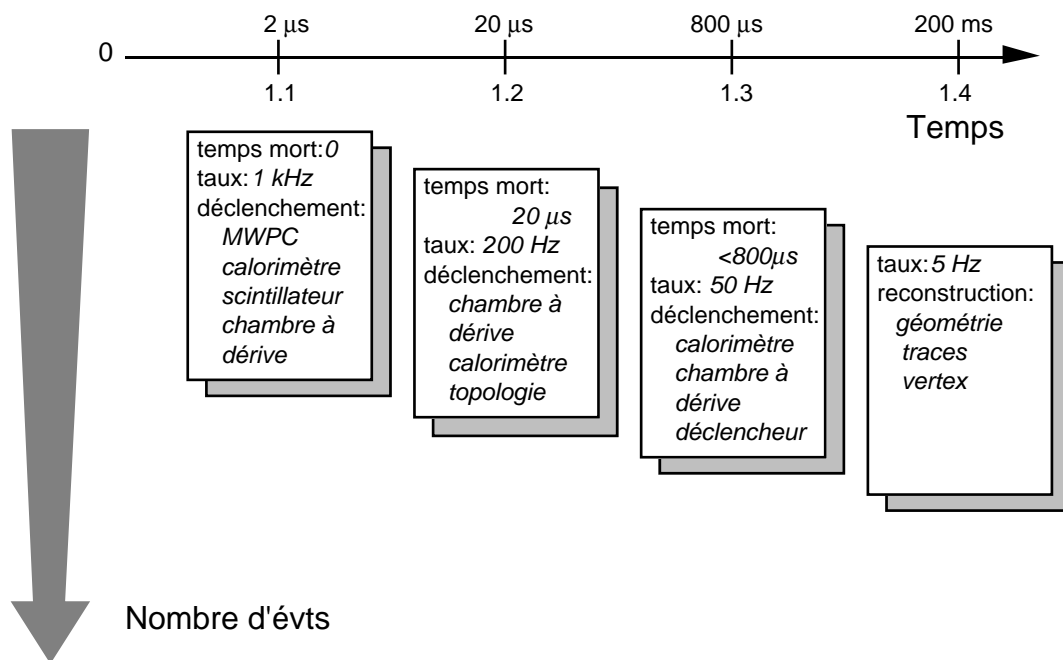 2 μs 20 μs 800 μs 200 ms
0
1.1 1.2 1.3 1.4
Temps
temps mort:0
taux: 1 kHz
déclenchement:
MWPC
calorimètre
scintillateur
chambre à
dérive
temps mort:
20 μs
taux: 200 Hz
déclenchement:
chambre à
dérive
calorimètre
topologie
temps mort:
<800μs
taux: 50 Hz
déclenchement:
calorimètre
chambre à
dérive
déclencheur
taux: 5 Hz
reconstruction:
géométrie
traces
vertex
Nombre d'évts